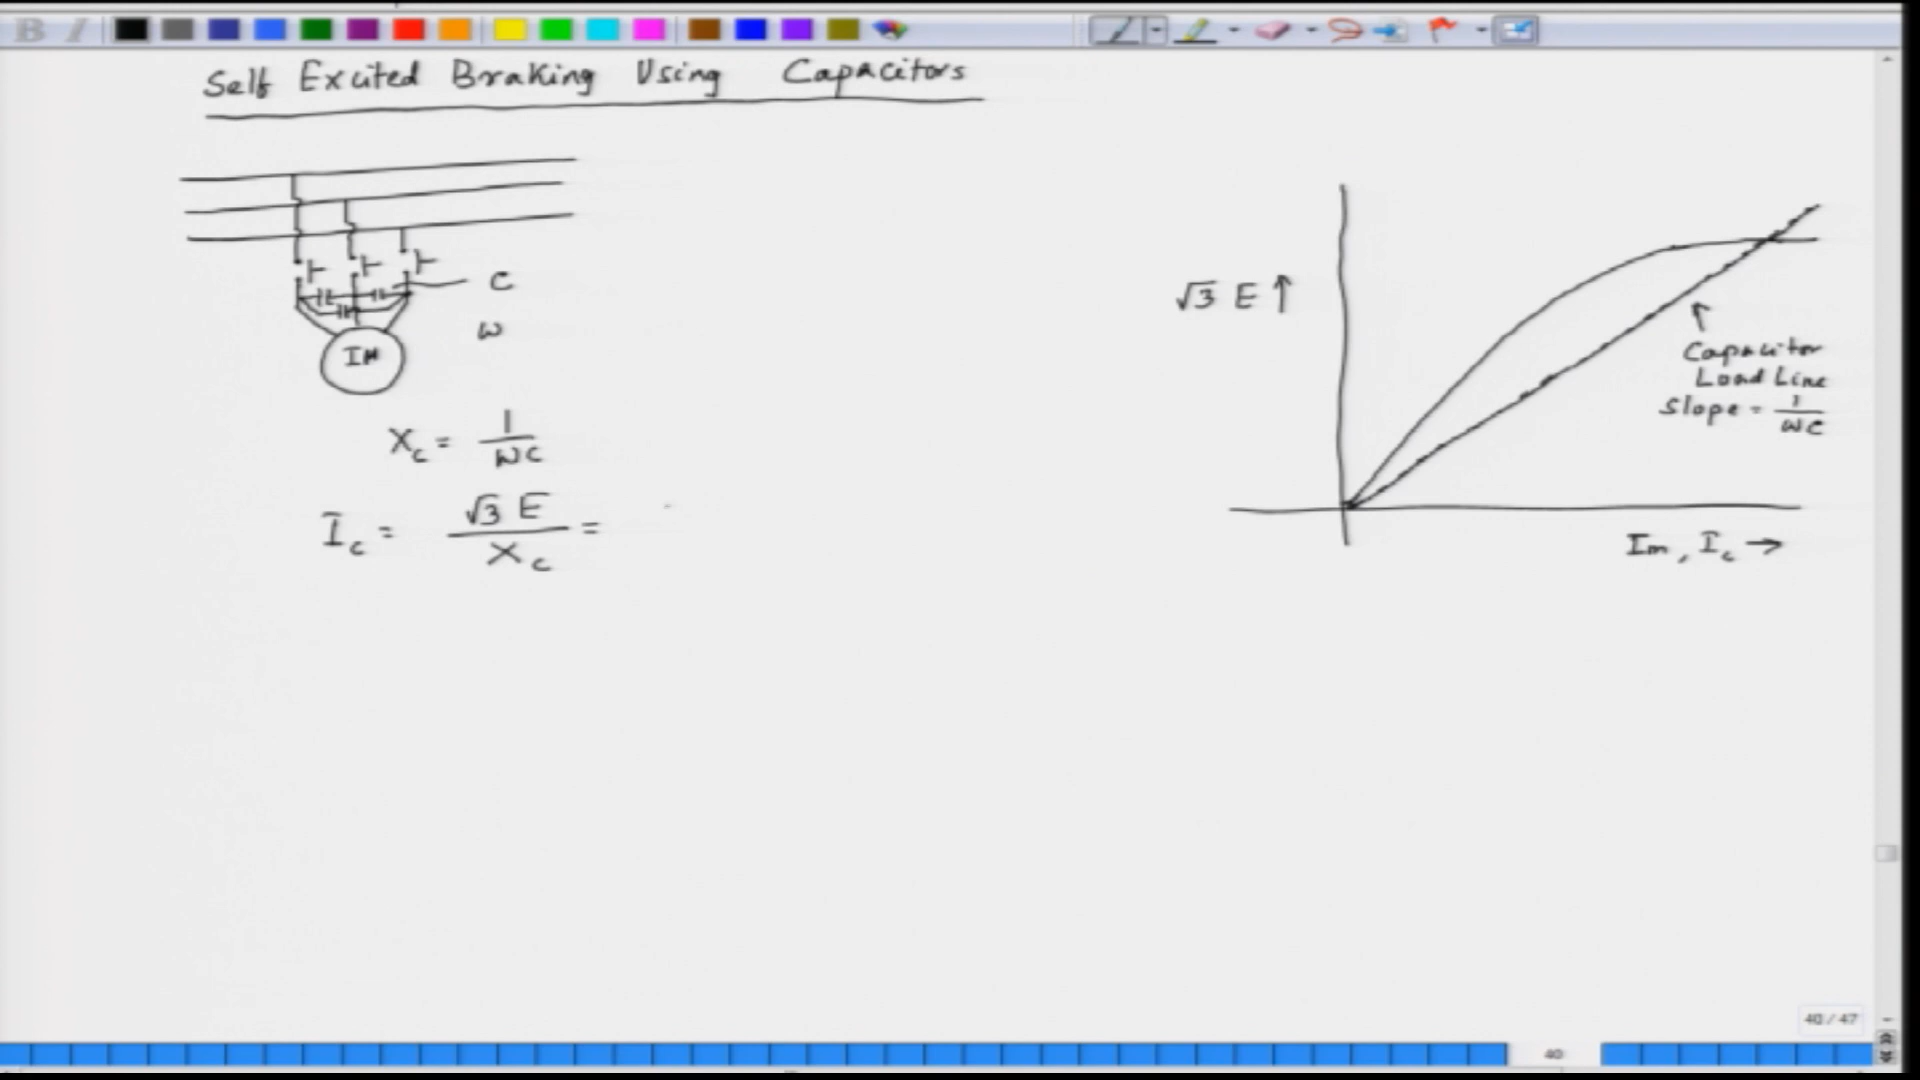 B I
Self Excited Braking Using Capacitors
C
ω
IM
X_c = 1/ωC
I_c = √3 E / X_c =
√3 E ↑
Capacitor
Load Line
Slope = 1/ωC
Im, I_c →
40 / 47
40